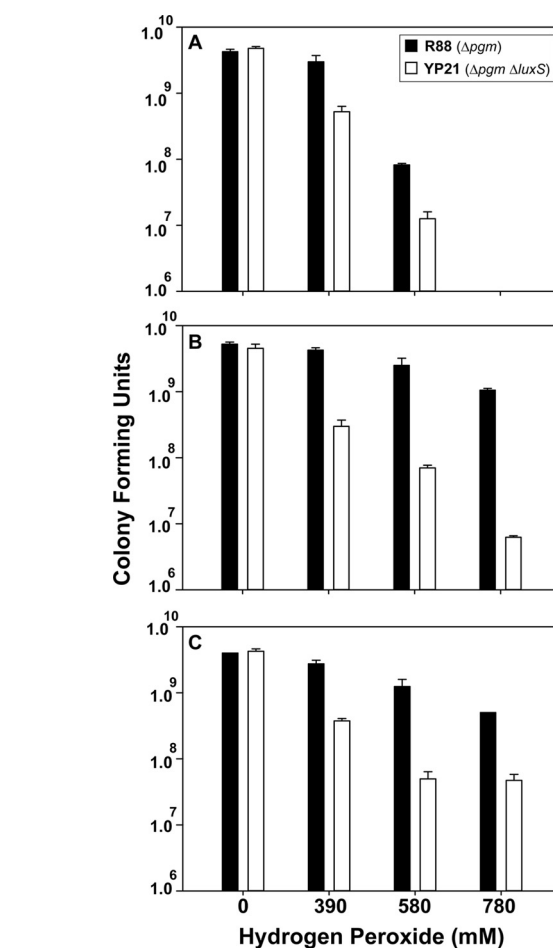 1.0 10
A
R88 (Δpgm)
YP21 (Δpgm ΔluxS)
1.0 9
1.0 8
1.0 7
1.0 6
1.0 10
B
1.0 9
1.0 8
1.0 7
1.0 6
Colony Forming Units
1.0 10
C
1.0 9
1.0 8
1.0 7
1.0 6
0 390 580 780
Hydrogen Peroxide (mM)